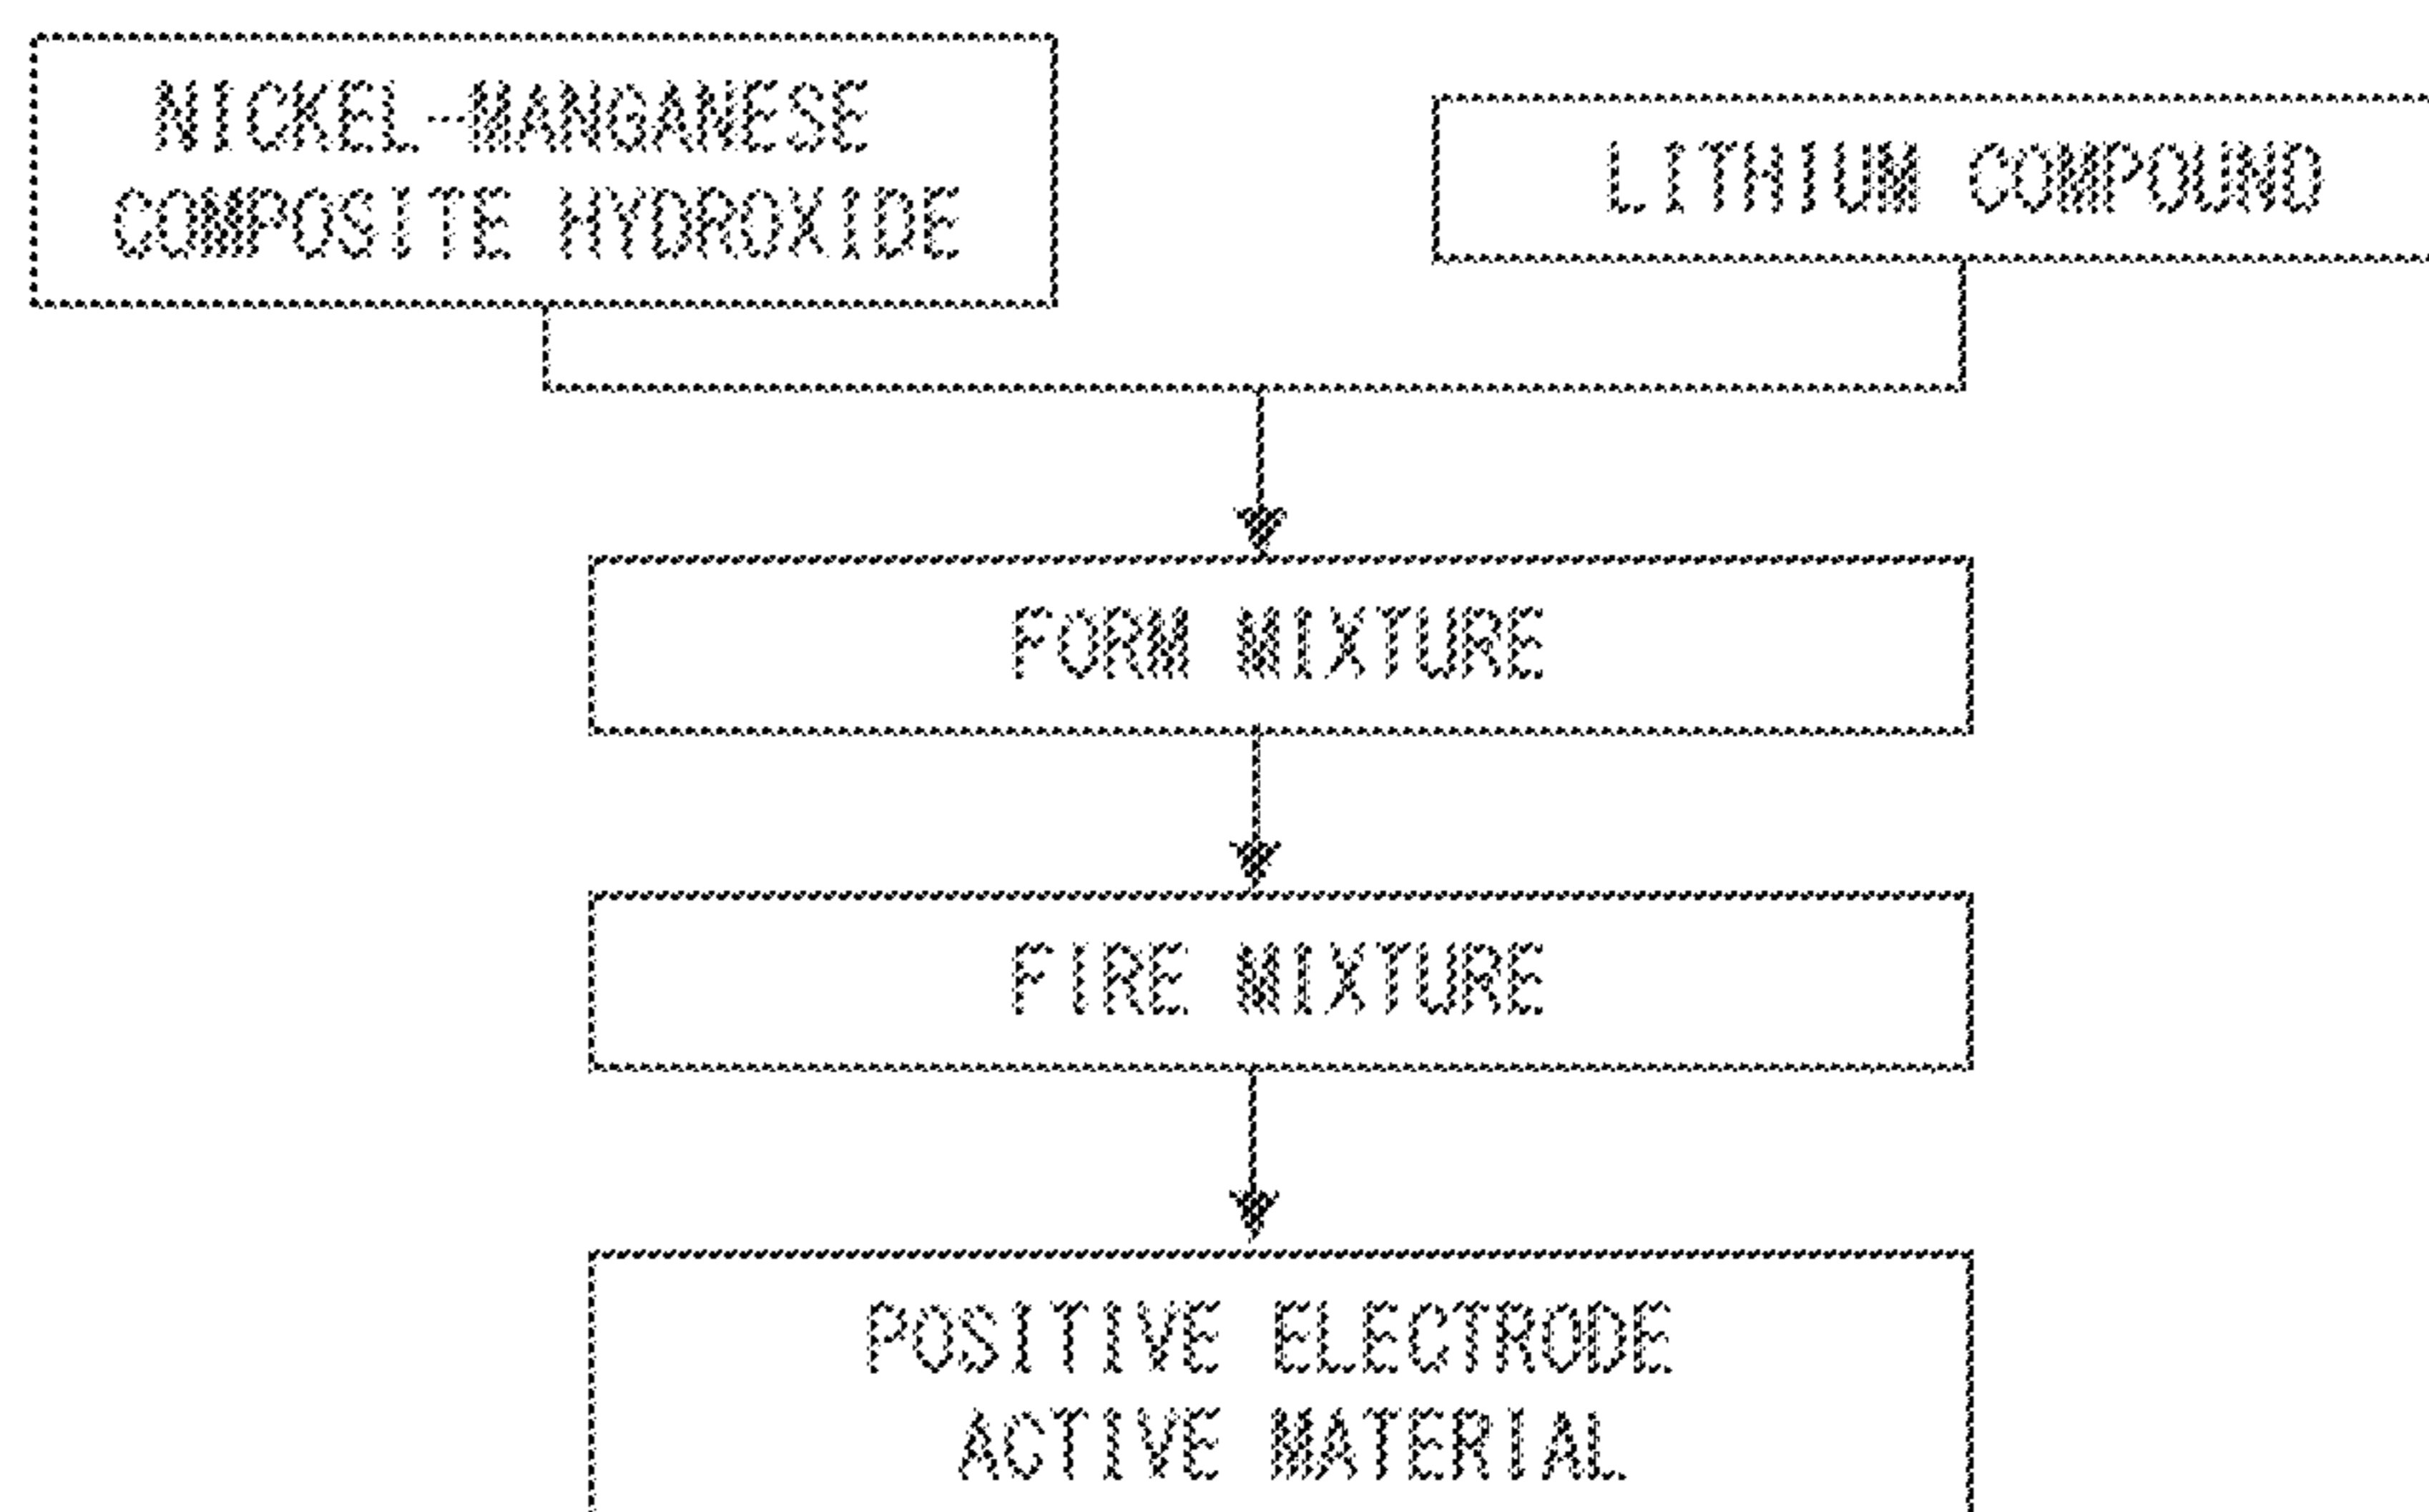 NICKEL-MANGANESE
COMPOSITE HYDROXIDE
LITHIUM COMPOUND
FORM MIXTURE
FIRE MIXTURE
POSITIVE ELECTRODE
ACTIVE MATERIAL